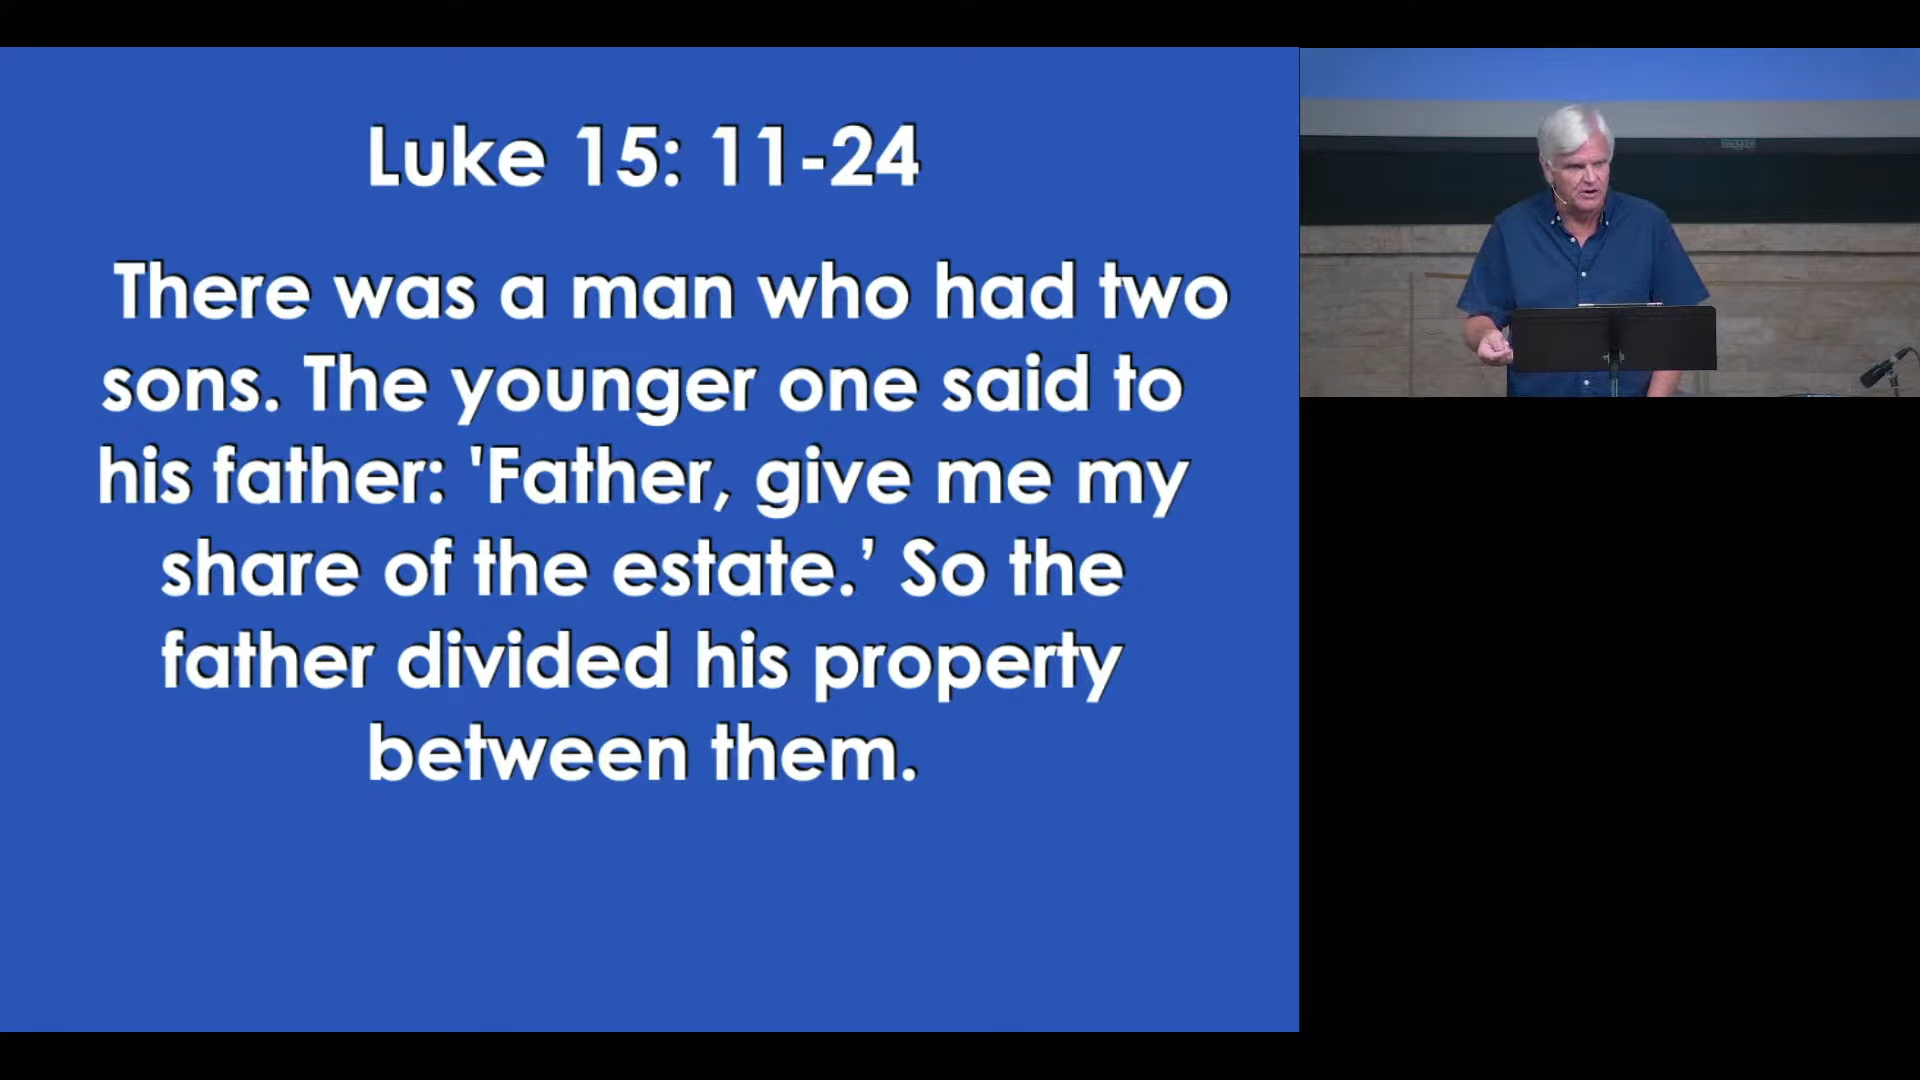 Luke 15: 11-24
There was a man who had two
sons. The younger one said to
his father: 'Father, give me my
share of the estate.’ So the
father divided his property
between them.